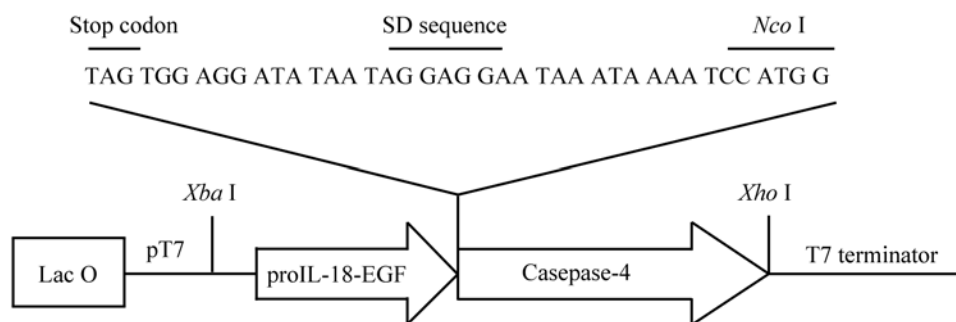 Stop codon SD sequence Nco I
TAG TGG AGG ATA TAA TAG GAG GAA TAA ATA AAA TCC ATG G
Xba I Xho I
pT7 T7 terminator
Lac O proIL-18-EGF Casepase-4